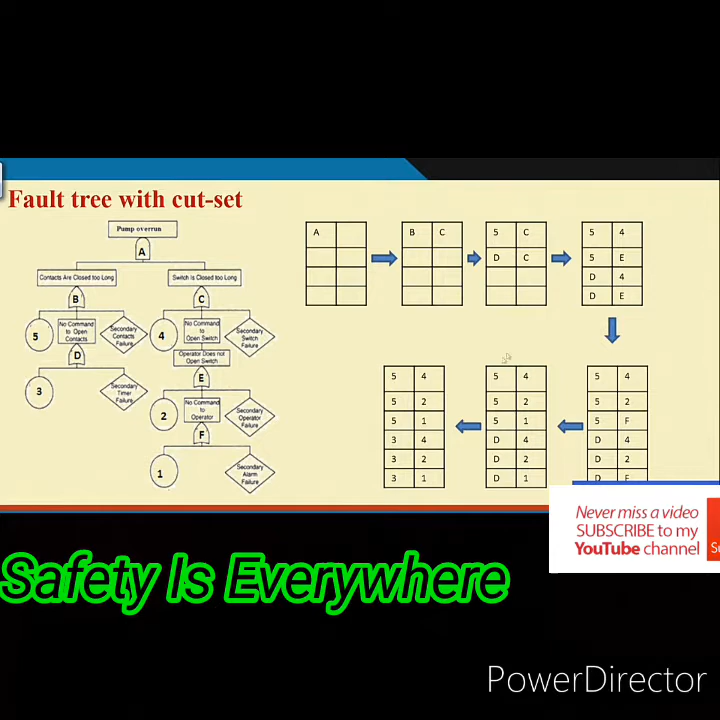 Fault tree with cut-set
Pump overrun
A
Contacts Are Closed too Long
Switch Is Closed too Long
B
C
5
No Command
to Open
Contacts
Secondary
Contacts
Failure
4
No Command
to
Open Switch
Secondary
Switch
Failure
D
Operator Does not
Open Switch
E
3
Secondary
Timer
Failure
2
No Command
to
Operator
Secondary
Operator
Failure
F
1
Secondary
Alarm
Failure
A
B C
5 C
D C
5 4
5 E
D 4
D E
5 4
5 2
5 F
D 4
D 2
D F
5 4
5 2
5 1
D 4
D 2
D 1
5 4
5 2
5 1
3 4
3 2
3 1
Never miss a video
SUBSCRIBE to my
YouTube channel
Su
Safety Is Everywhere
PowerDirector